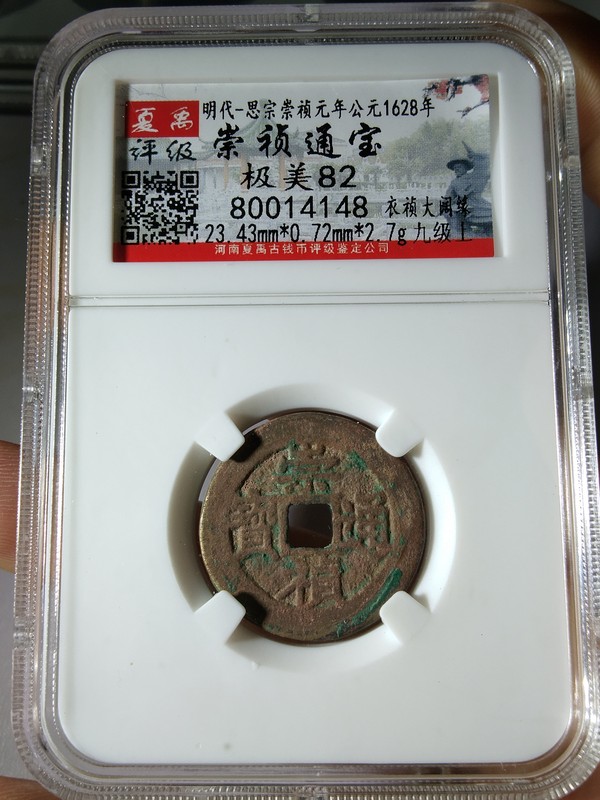 夏禹
评级
明代-思宗崇祯元年公元1628年
崇祯通宝
极美82
80014148 衣祯大阔缘
23.43mm*0.72mm*2.7g 九级上
河南夏禹古钱币评级鉴定公司
崇
寶 通
禎